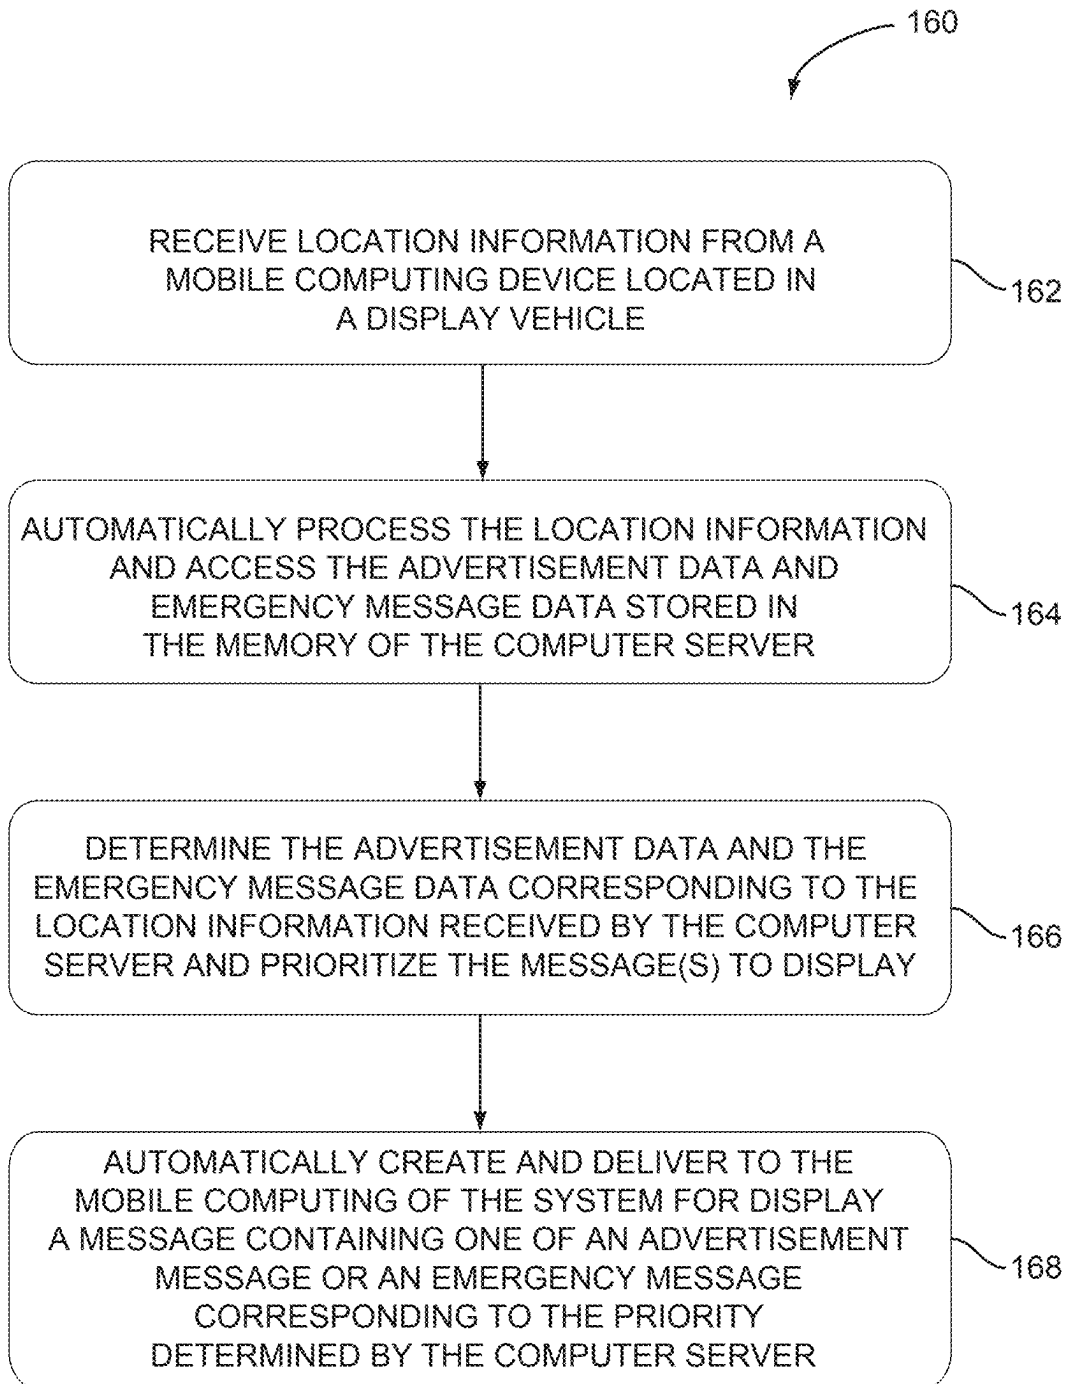 160
RECEIVE LOCATION INFORMATION FROM A
MOBILE COMPUTING DEVICE LOCATED IN
A DISPLAY VEHICLE
162
AUTOMATICALLY PROCESS THE LOCATION INFORMATION
AND ACCESS THE ADVERTISEMENT DATA AND
EMERGENCY MESSAGE DATA STORED IN
THE MEMORY OF THE COMPUTER SERVER
164
DETERMINE THE ADVERTISEMENT DATA AND THE
EMERGENCY MESSAGE DATA CORRESPONDING TO THE
LOCATION INFORMATION RECEIVED BY THE COMPUTER
SERVER AND PRIORITIZE THE MESSAGE(S) TO DISPLAY
166
AUTOMATICALLY CREATE AND DELIVER TO THE
MOBILE COMPUTING OF THE SYSTEM FOR DISPLAY
A MESSAGE CONTAINING ONE OF AN ADVERTISEMENT
MESSAGE OR AN EMERGENCY MESSAGE
CORRESPONDING TO THE PRIORITY
DETERMINED BY THE COMPUTER SERVER
168